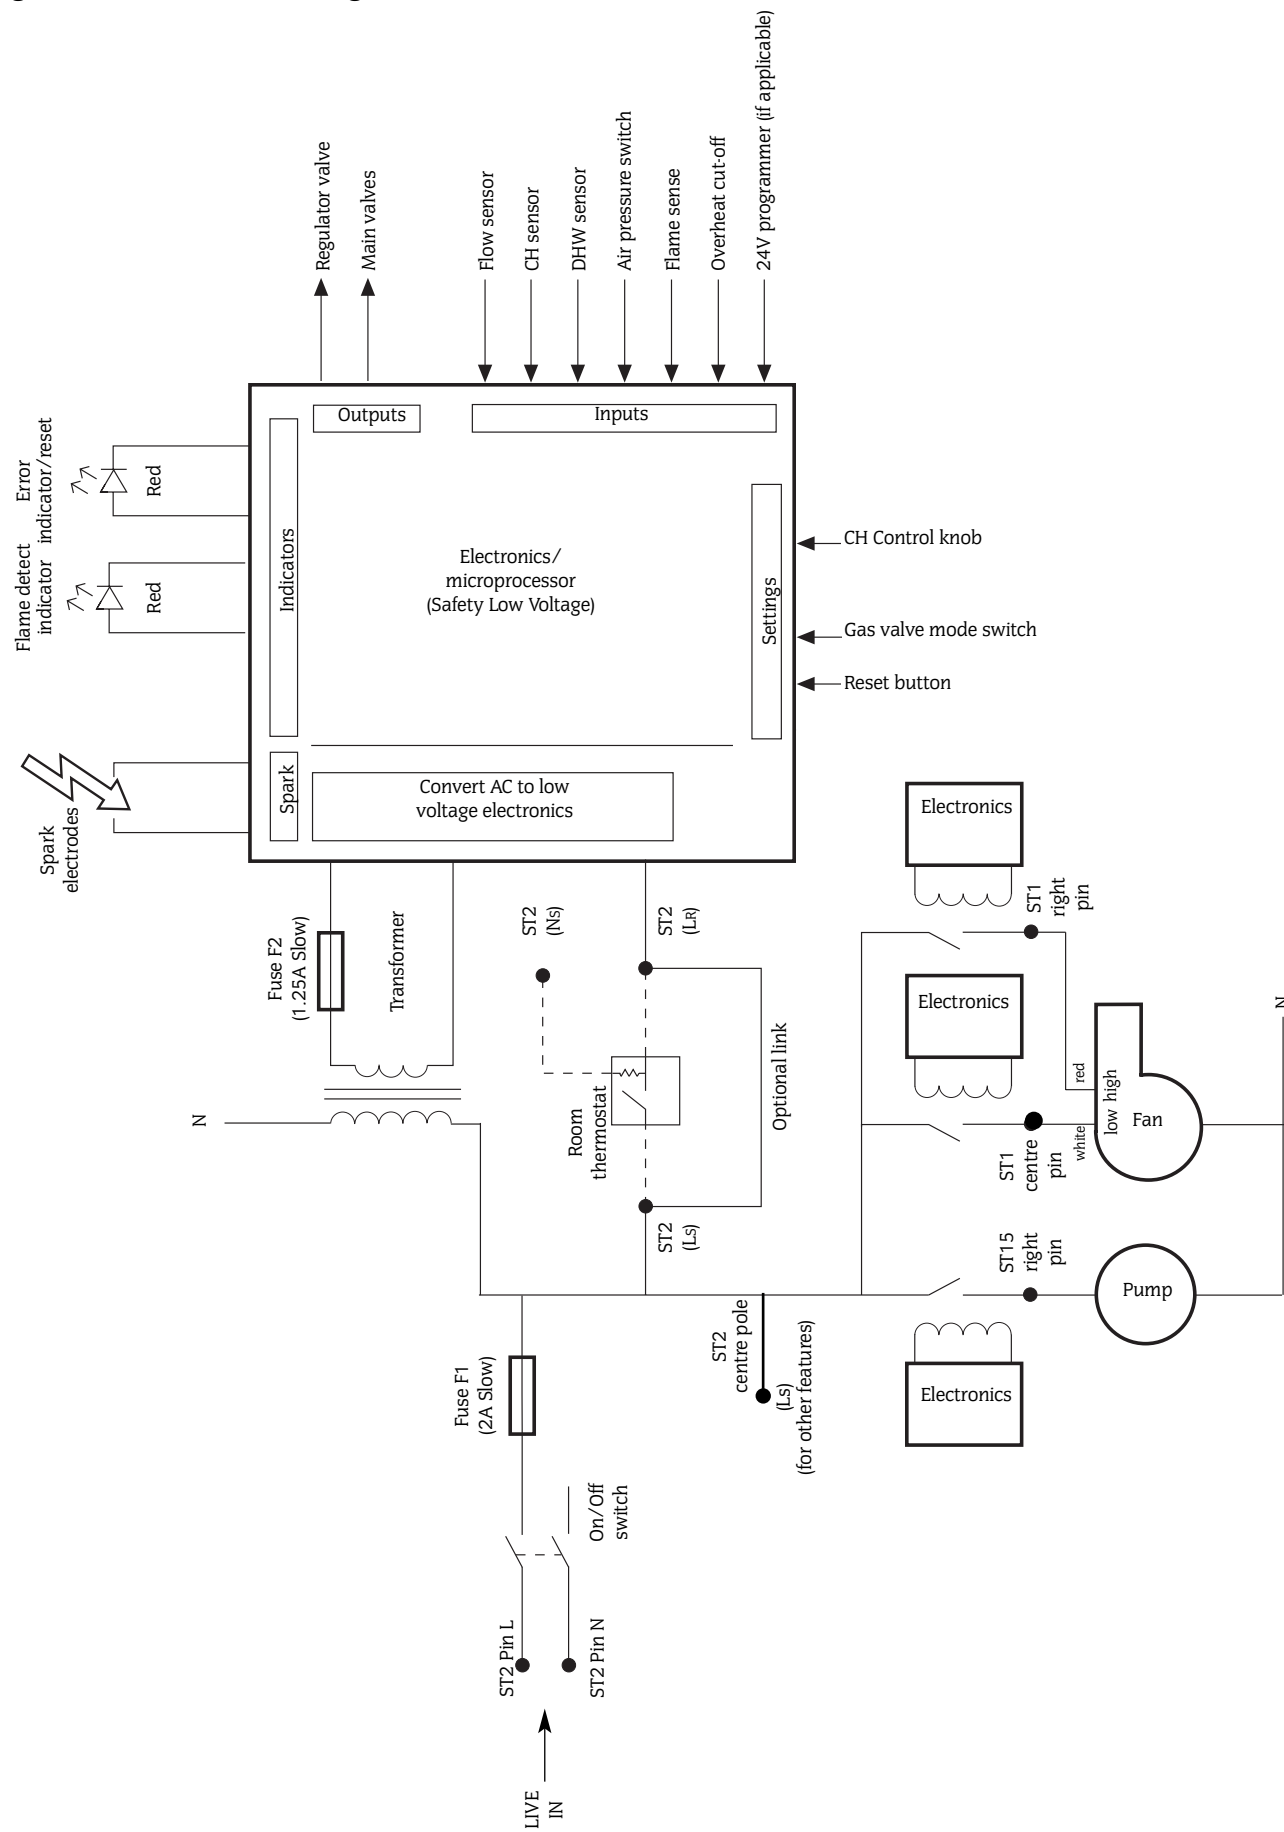 Regulator valve
Main valves
Flow sensor
CH sensor
DHW sensor
Air pressure switch
Flame sense
Overheat cut-off
24V programmer (if applicable)
Error
indicator/reset
Flame detect
indicator
Red
Red
Outputs
Inputs
Indicators
Electronics/
microprocessor
(Safety Low Voltage)
Settings
CH Control knob
Gas valve mode switch
Reset button
Spark
electrodes
Spark
Convert AC to low
voltage electronics
Fuse F2
(1.25A Slow)
Transformer
N
ST2
(NS)
ST2
(LR)
Room
thermostat
Optional link
ST2
(LS)
Electronics
ST1
right
pin
Electronics
red
high
low
white
Fan
ST1
centre
pin
N
ST15
right
pin
Pump
Electronics
ST2
centre pole
(LS)
(for other features)
Fuse F1
(2A Slow)
On/Off
switch
ST2 Pin L
ST2 Pin N
LIVE
IN